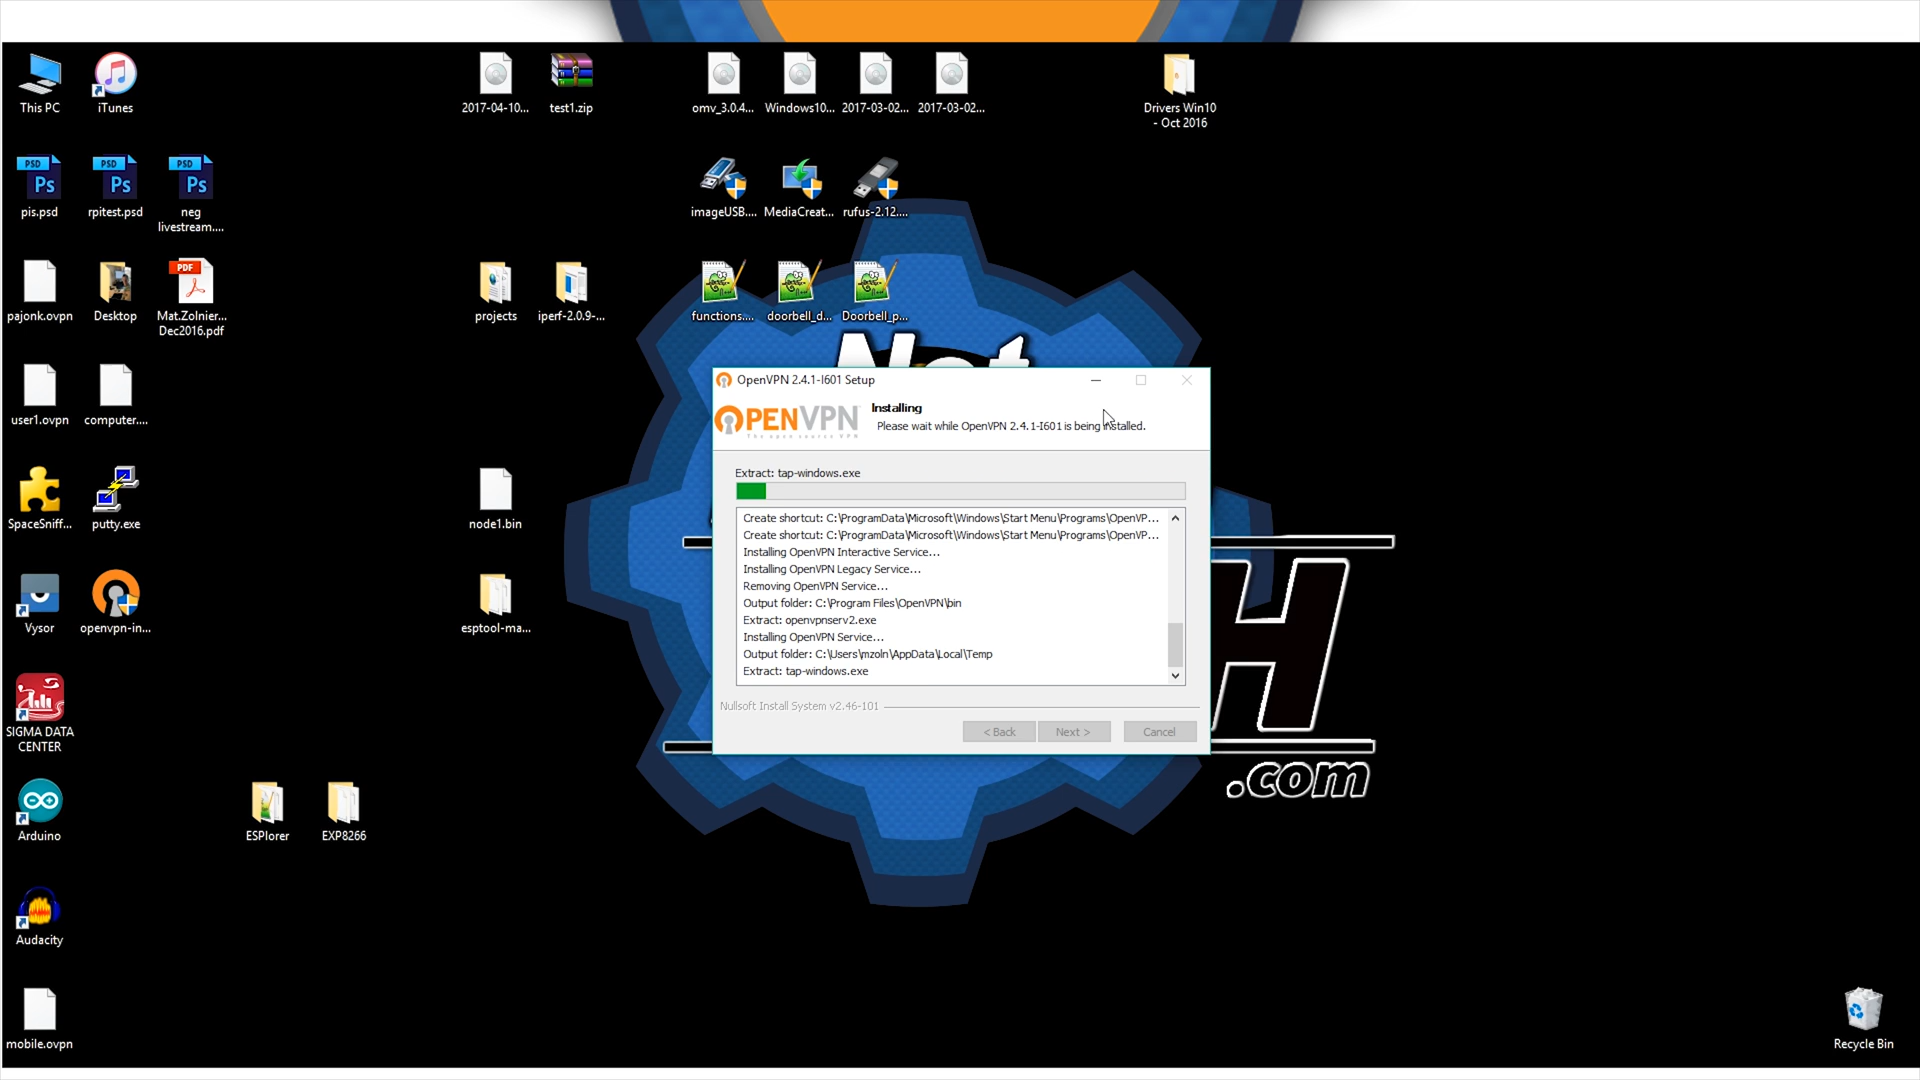 This PC
iTunes
2017-04-10...
test1.zip
omv_3.0.4...
Windows10...
2017-03-02...
2017-03-02...
Drivers Win10
- Oct 2016
PSD
Ps
PSD
Ps
PSD
Ps
pis.psd
rpitest.psd
neg
livestream....
imageUSB....
MediaCreat...
rufus-2.12....
PDF
pajonk.ovpn
Desktop
Mat.Zolnier...
Dec2016.pdf
projects
iperf-2.0.9-...
functions....
doorbell_d...
Doorbell_p...
user1.ovpn
computer....
OpenVPN 2.4.1-I601 Setup
OPENVPN
The open source VPN
Installing
Please wait while OpenVPN 2.4.1-I601 is being installed.
Extract: tap-windows.exe
Create shortcut: C:\ProgramData\Microsoft\Windows\Start Menu\Programs\OpenVP...
Create shortcut: C:\ProgramData\Microsoft\Windows\Start Menu\Programs\OpenVP...
Installing OpenVPN Interactive Service...
Installing OpenVPN Legacy Service...
Removing OpenVPN Service...
Output folder: C:\Program Files\OpenVPN\bin
Extract: openvpnserv2.exe
Installing OpenVPN Service...
Output folder: C:\Users\mzoln\AppData\Local\Temp
Extract: tap-windows.exe
Nullsoft Install System v2.46-101
< Back
Next >
Cancel
SpaceSniff...
putty.exe
node1.bin
Vysor
openvpn-in...
esptool-ma...
H
.com
SIGMA DATA
CENTER
Arduino
ESPlorer
EXP8266
Audacity
mobile.ovpn
Recycle Bin